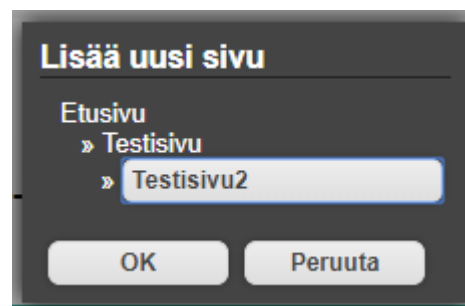 Lisää uusi sivu
Etusivu
» Testisivu
» Testisivu2
OK Peruuta